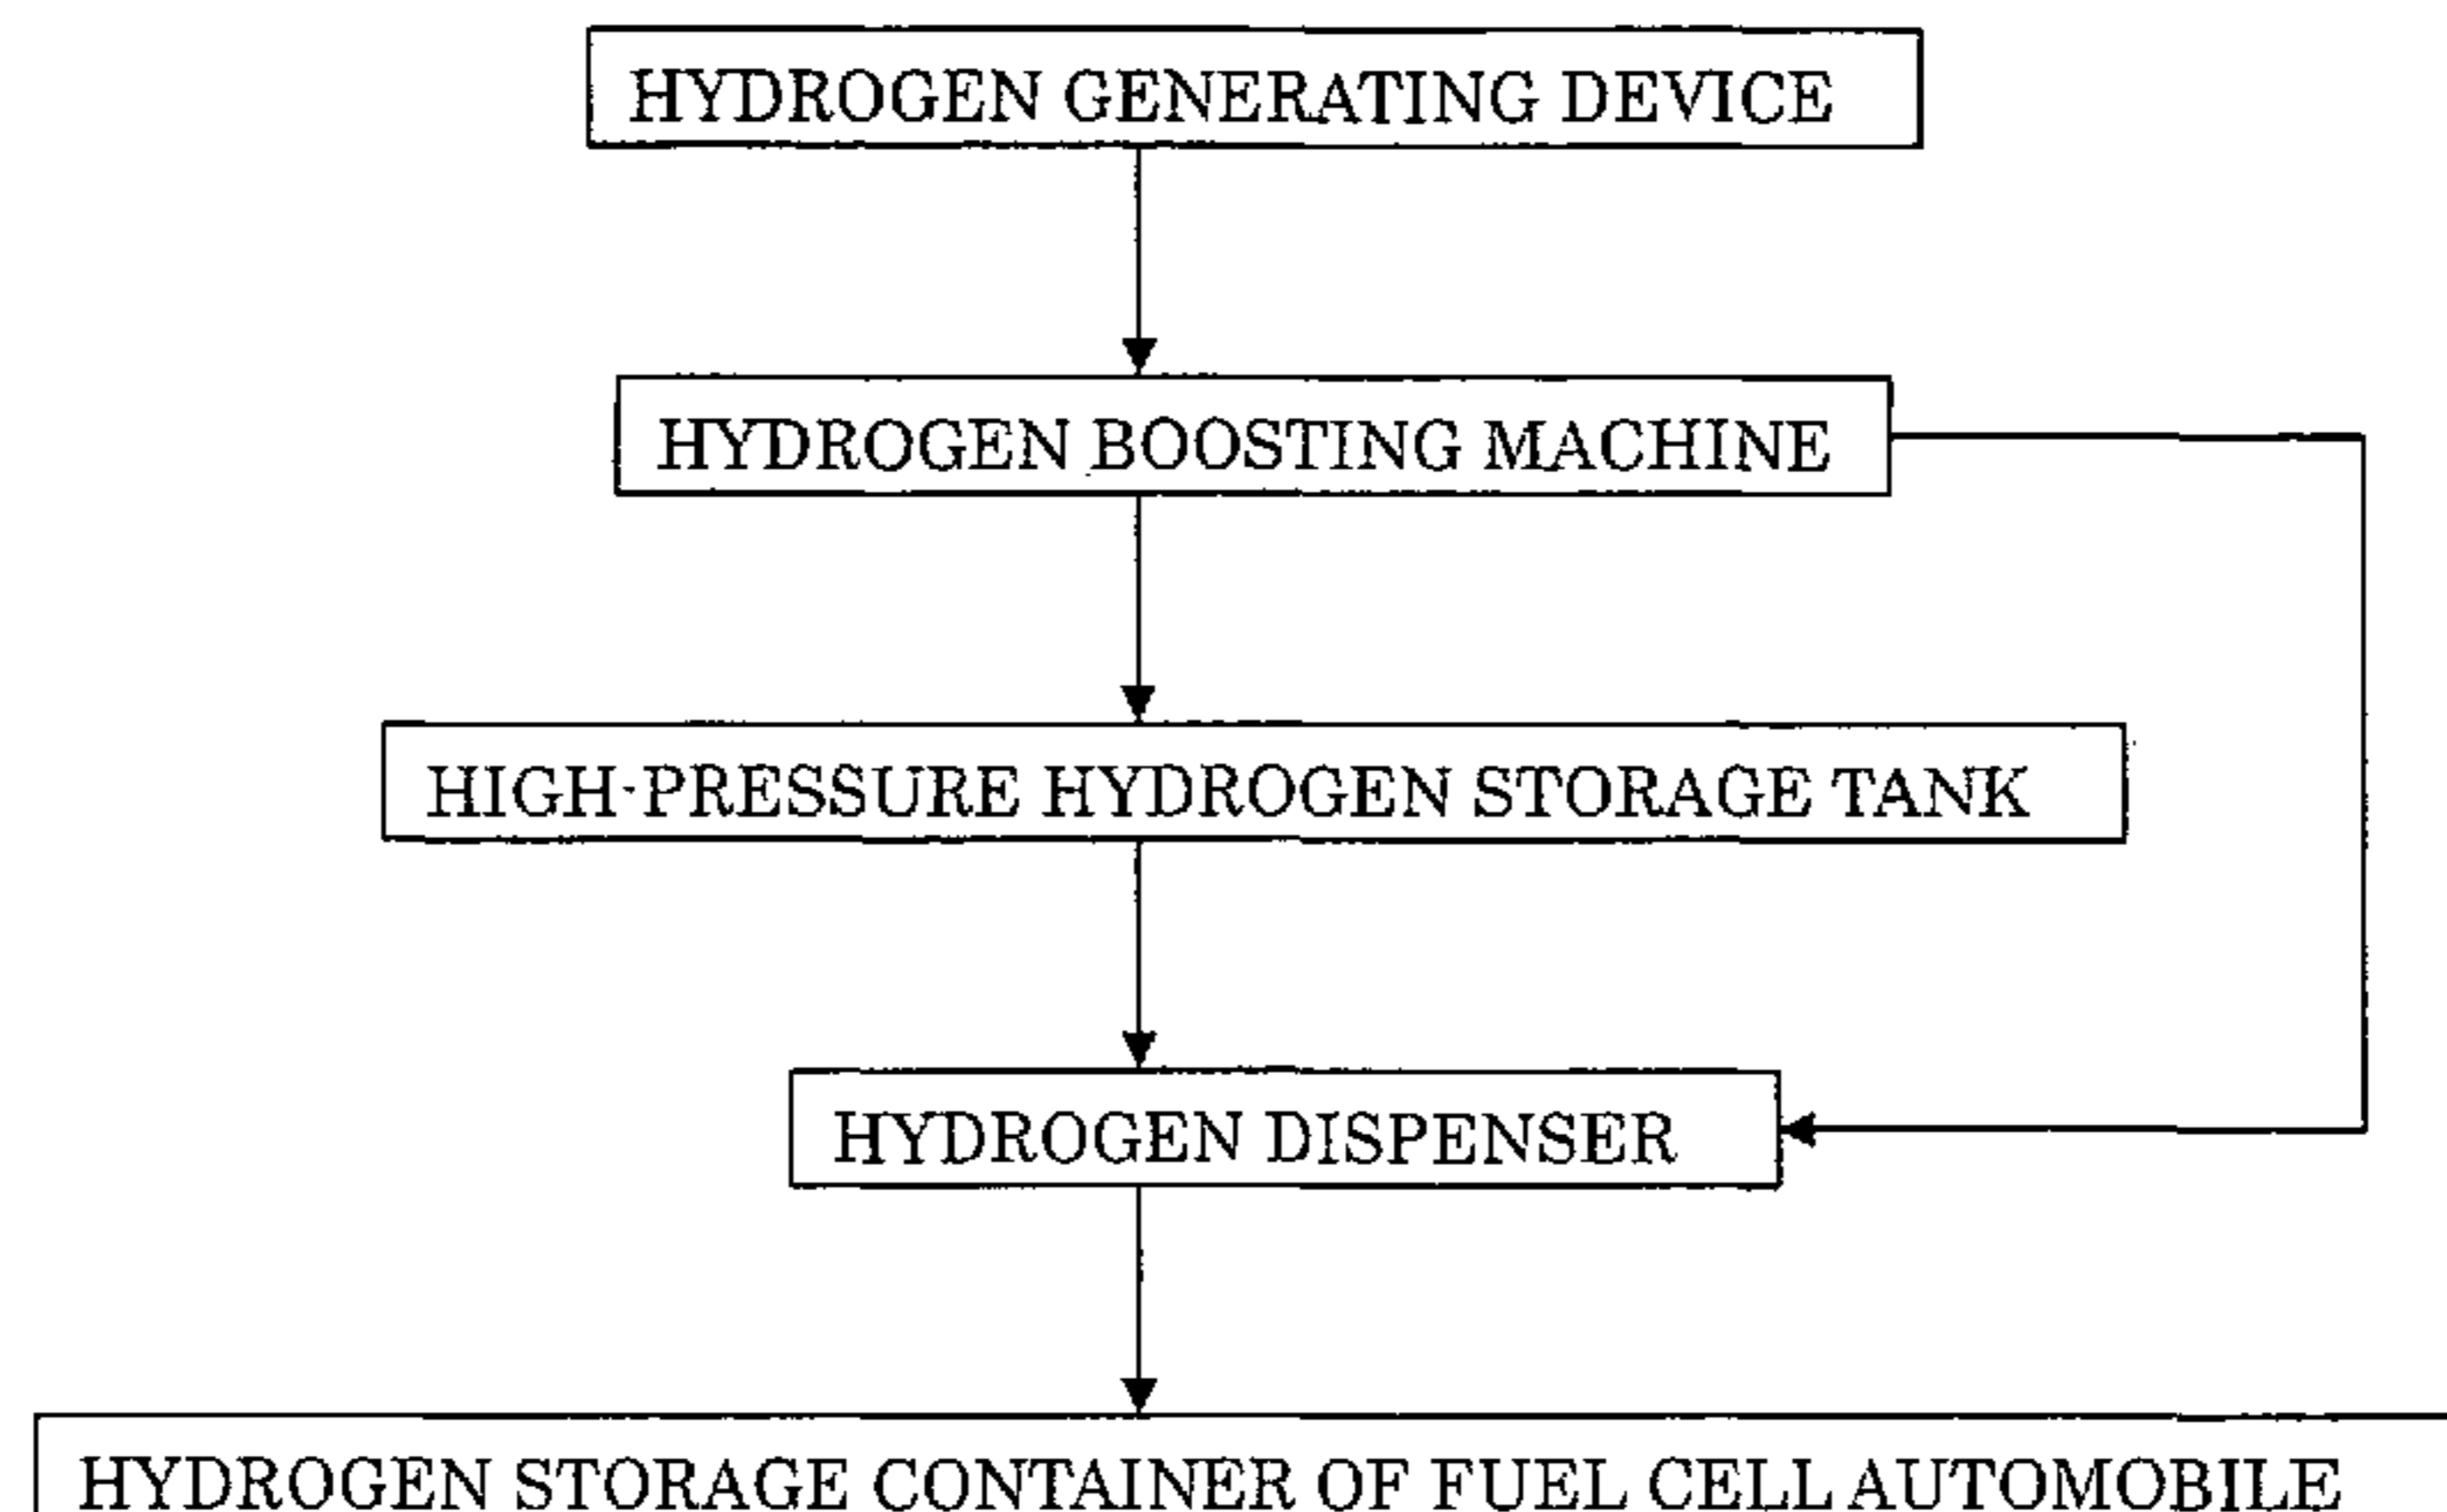 HYDROGEN GENERATING DEVICE
HYDROGEN BOOSTING MACHINE
HIGH-PRESSURE HYDROGEN STORAGE TANK
HYDROGEN DISPENSER
HYDROGEN STORAGE CONTAINER OF FUEL CELL AUTOMOBILE